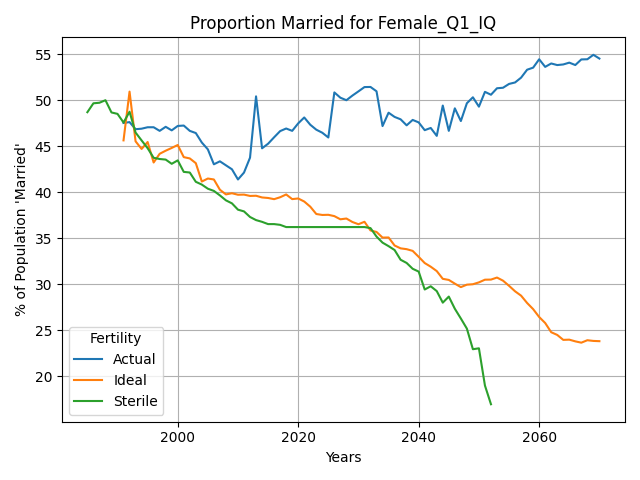 Proportion Married for Female_Q1_IQ
% of Population 'Married'
55
50
45
40
35
30
25
20
Fertility
Actual
Ideal
Sterile
2000 2020 2040 2060
Years